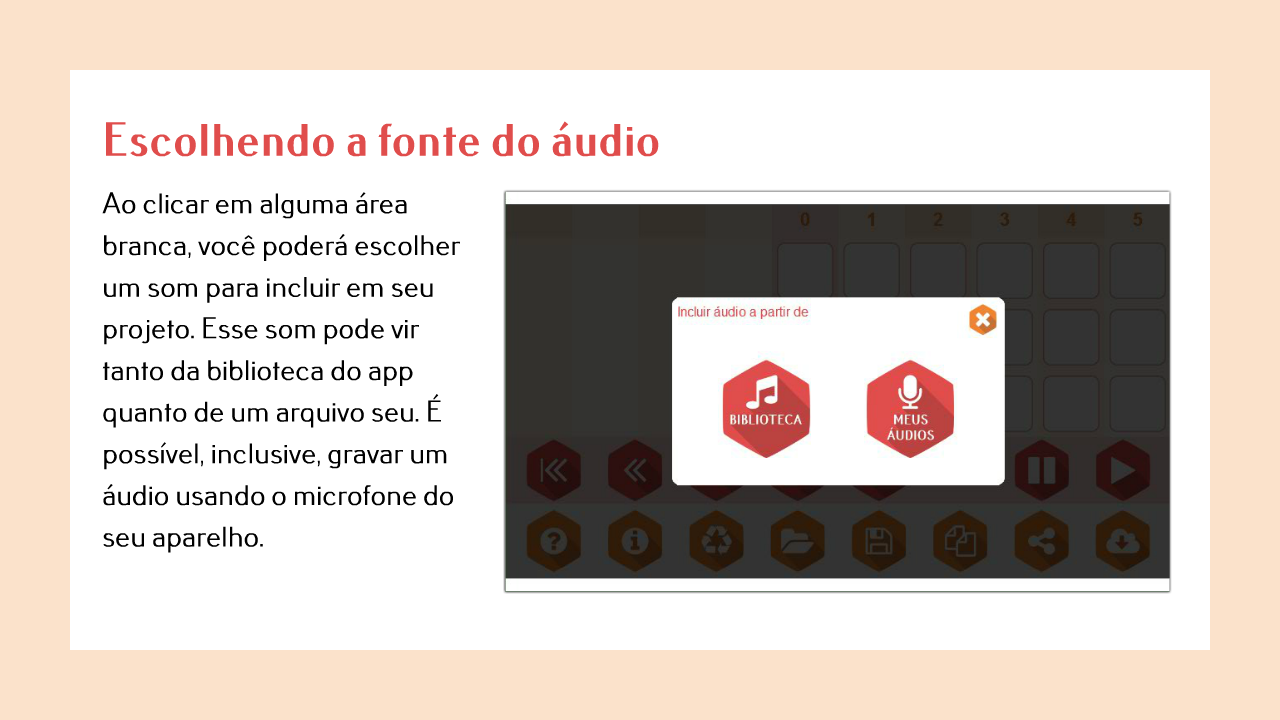 Escolhendo a fonte do áudio
Ao clicar em alguma área
branca, você poderá escolher
um som para incluir em seu
projeto. Esse som pode vir
tanto da biblioteca do app
quanto de um arquivo seu. É
possível, inclusive, gravar um
áudio usando o microfone do
seu aparelho.
0 1 2 3 4 5
Incluir áudio a partir de
BIBLIOTECA
MEUS
ÁUDIOS